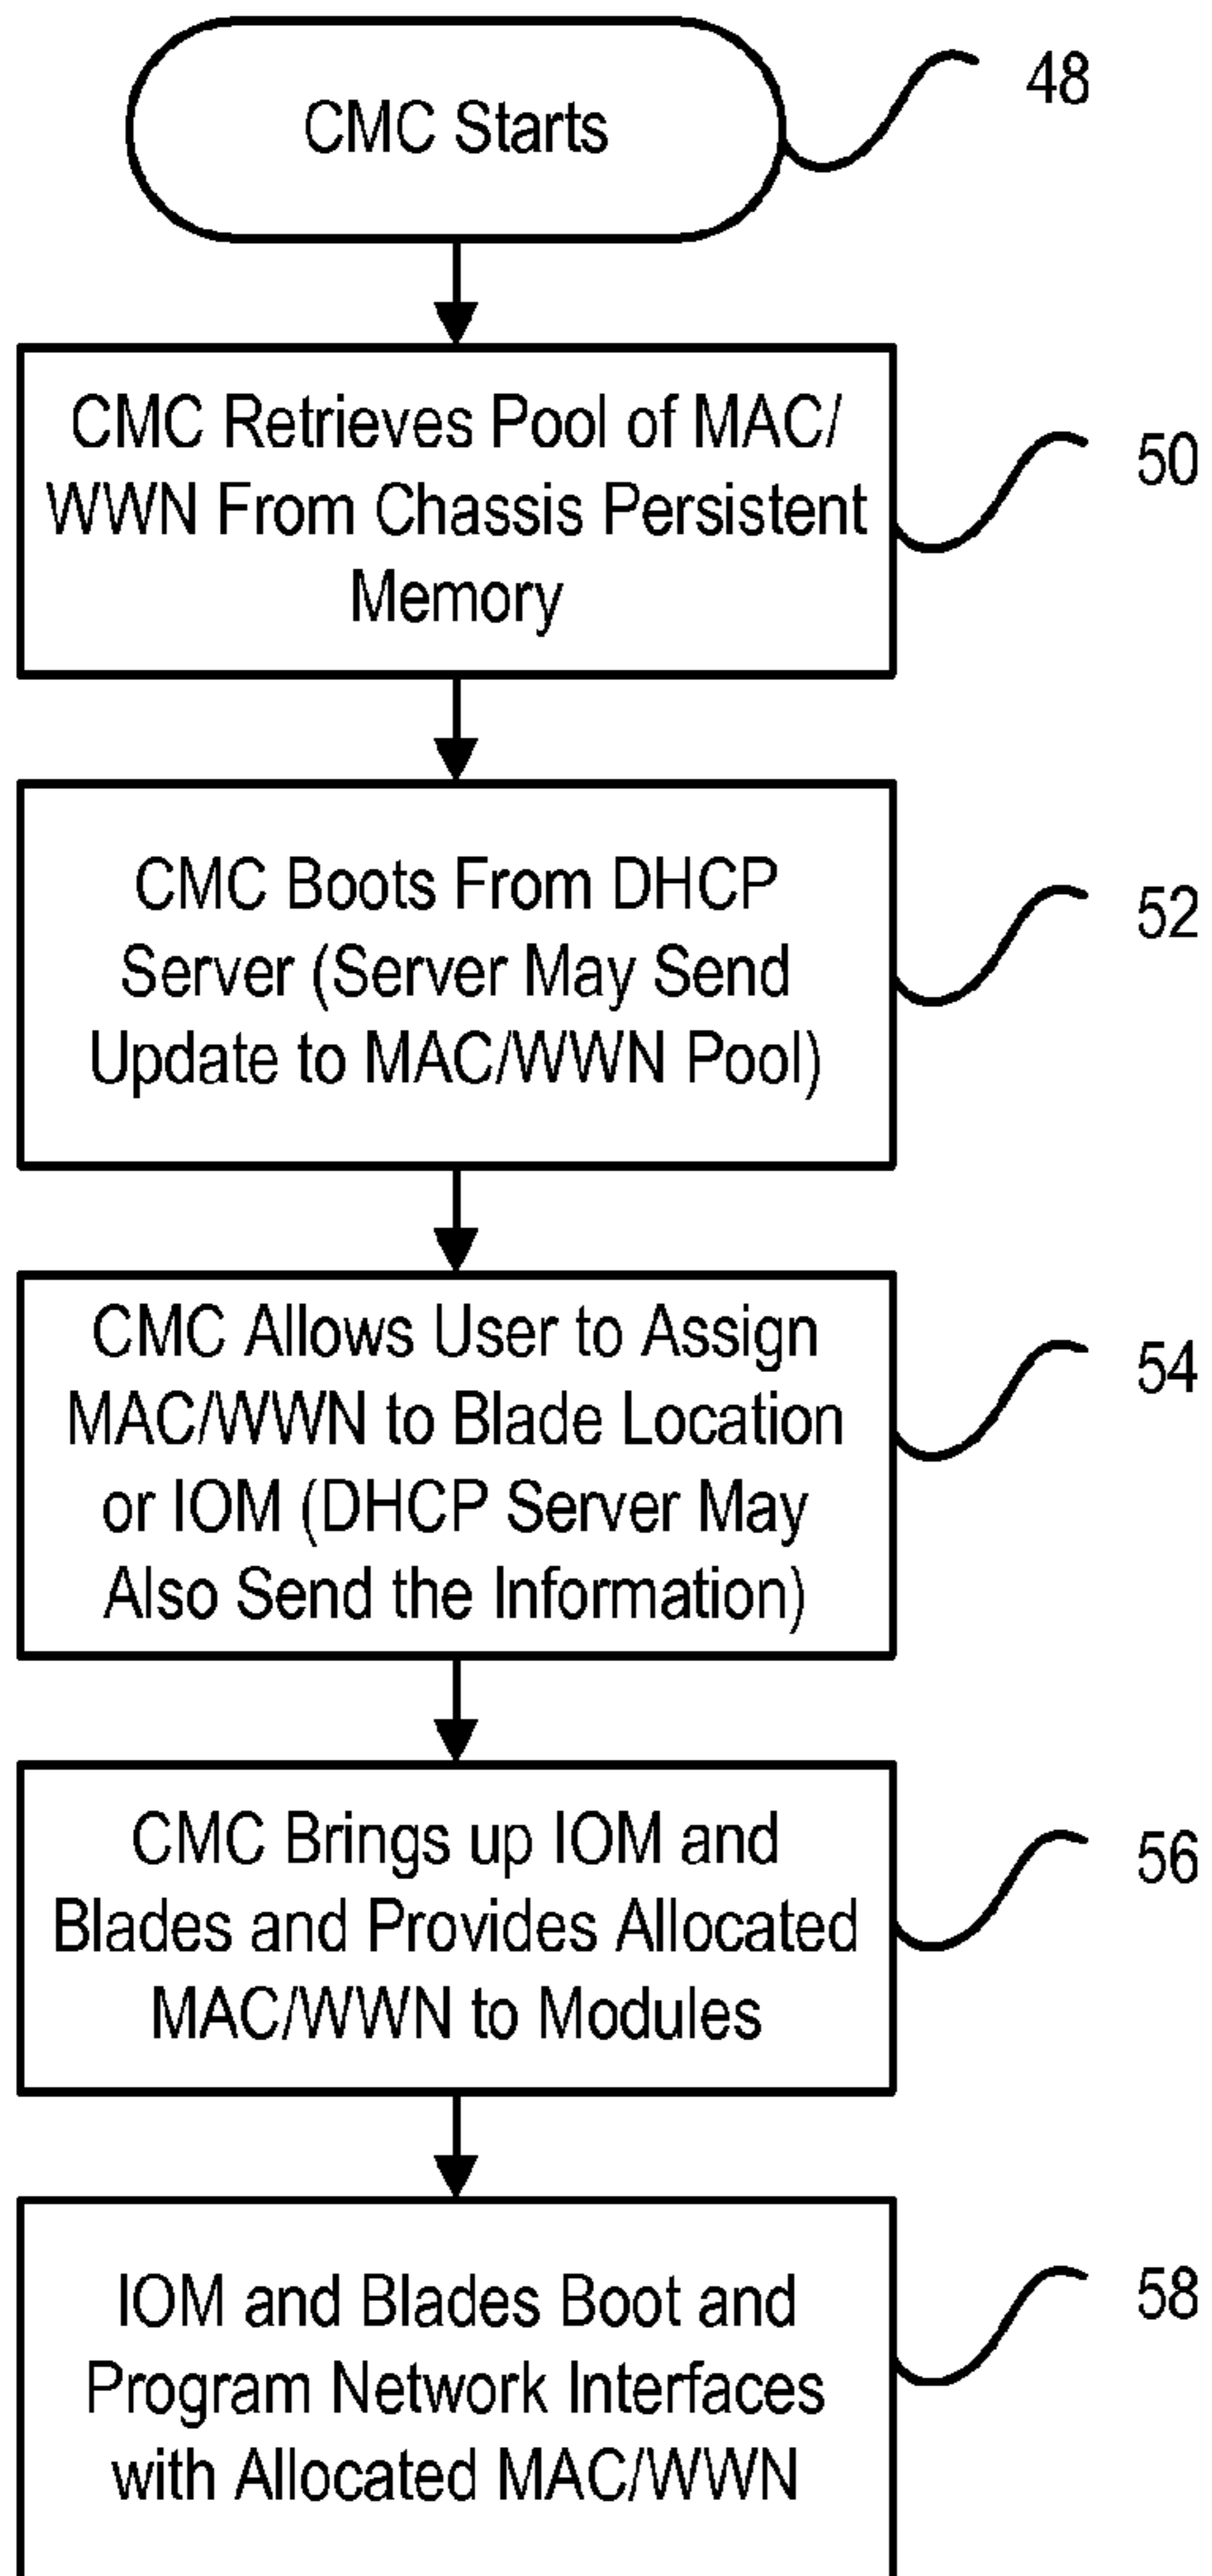 CMC Starts
48
CMC Retrieves Pool of MAC/
WWN From Chassis Persistent
Memory
50
CMC Boots From DHCP
Server (Server May Send
Update to MAC/WWN Pool)
52
CMC Allows User to Assign
MAC/WWN to Blade Location
or IOM (DHCP Server May
Also Send the Information)
54
CMC Brings up IOM and
Blades and Provides Allocated
MAC/WWN to Modules
56
IOM and Blades Boot and
Program Network Interfaces
with Allocated MAC/WWN
58